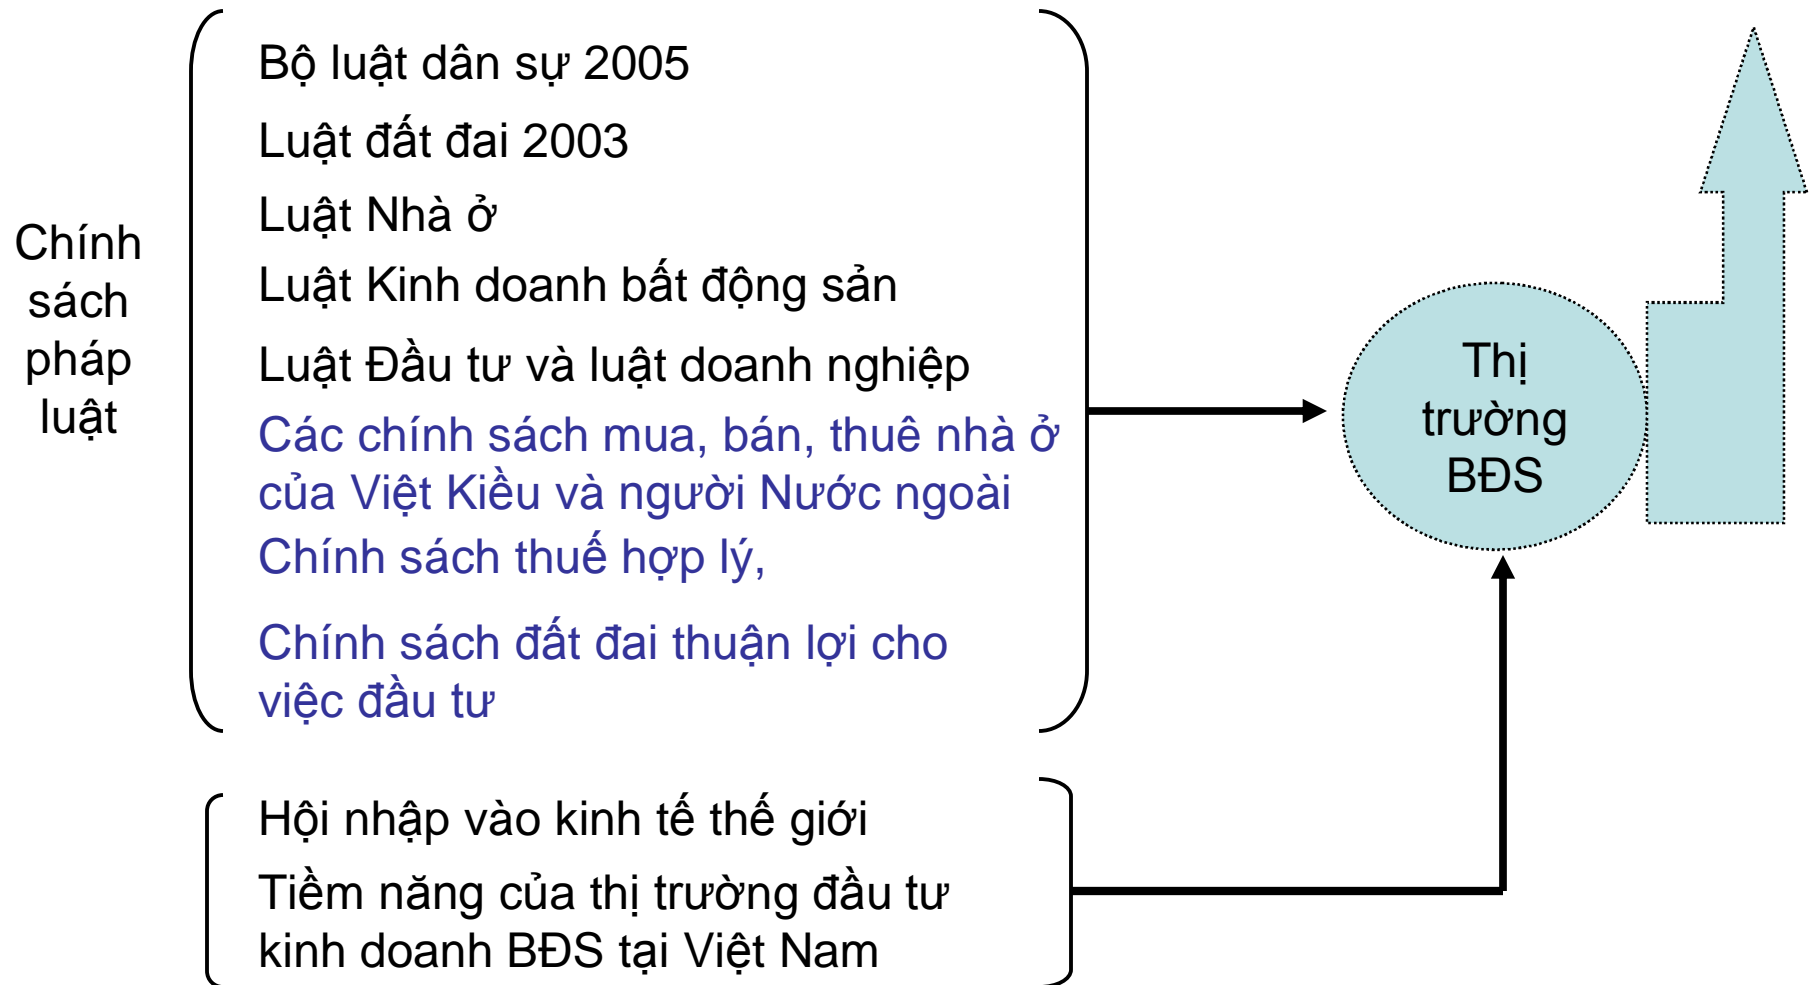 Chính
sách
pháp
luật
Bộ luật dân sự 2005
Luật đất đai 2003
Luật Nhà ở
Luật Kinh doanh bất động sản
Luật Đầu tư và luật doanh nghiệp
Các chính sách mua, bán, thuê nhà ở
của Việt Kiều và người Nước ngoài
Chính sách thuế hợp lý,
Chính sách đất đai thuận lợi cho
việc đầu tư
Thị
trường
BĐS
Hội nhập vào kinh tế thế giới
Tiềm năng của thị trường đầu tư
kinh doanh BĐS tại Việt Nam